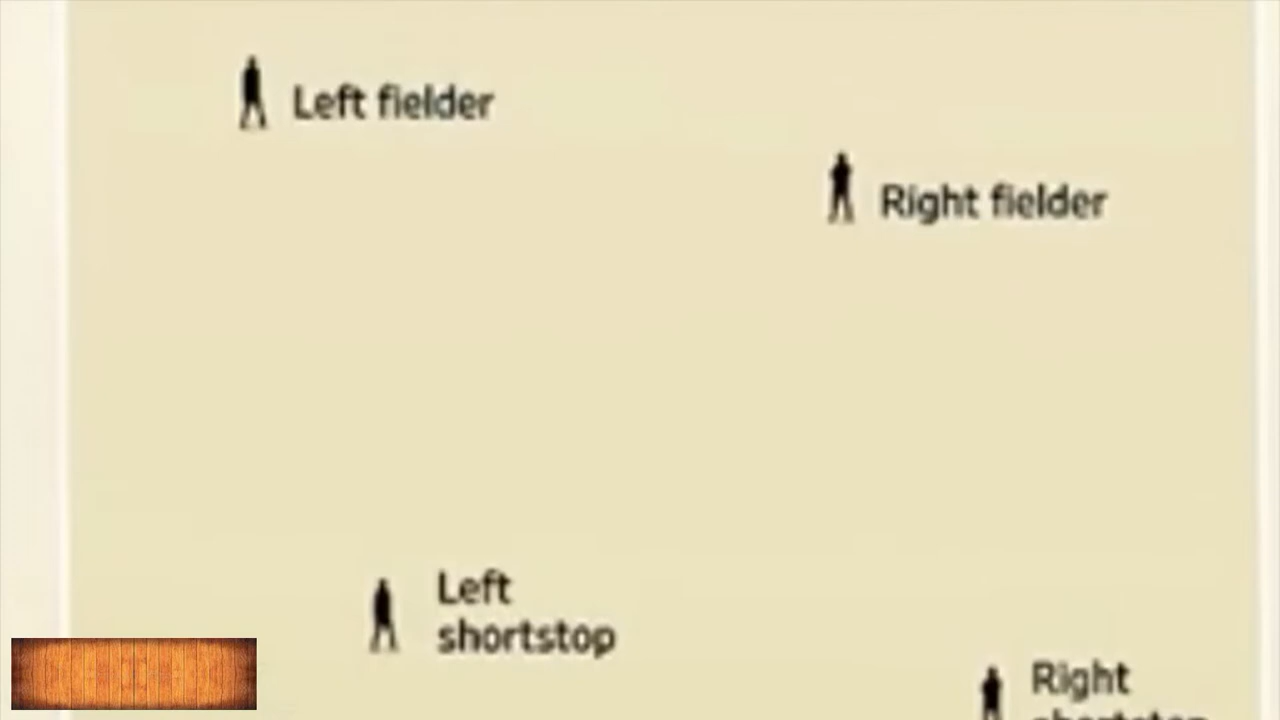 Left fielder
Right fielder
Left
shortstop
Right